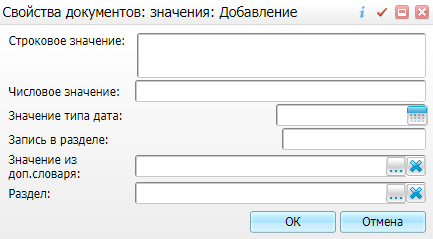 Свойства документов: значения: Добавление
Строковое значение:
Числовое значение:
Значение типа дата:
Запись в разделе:
Значение из
доп.словаря:
...
Раздел:
...
ОК
Отмена